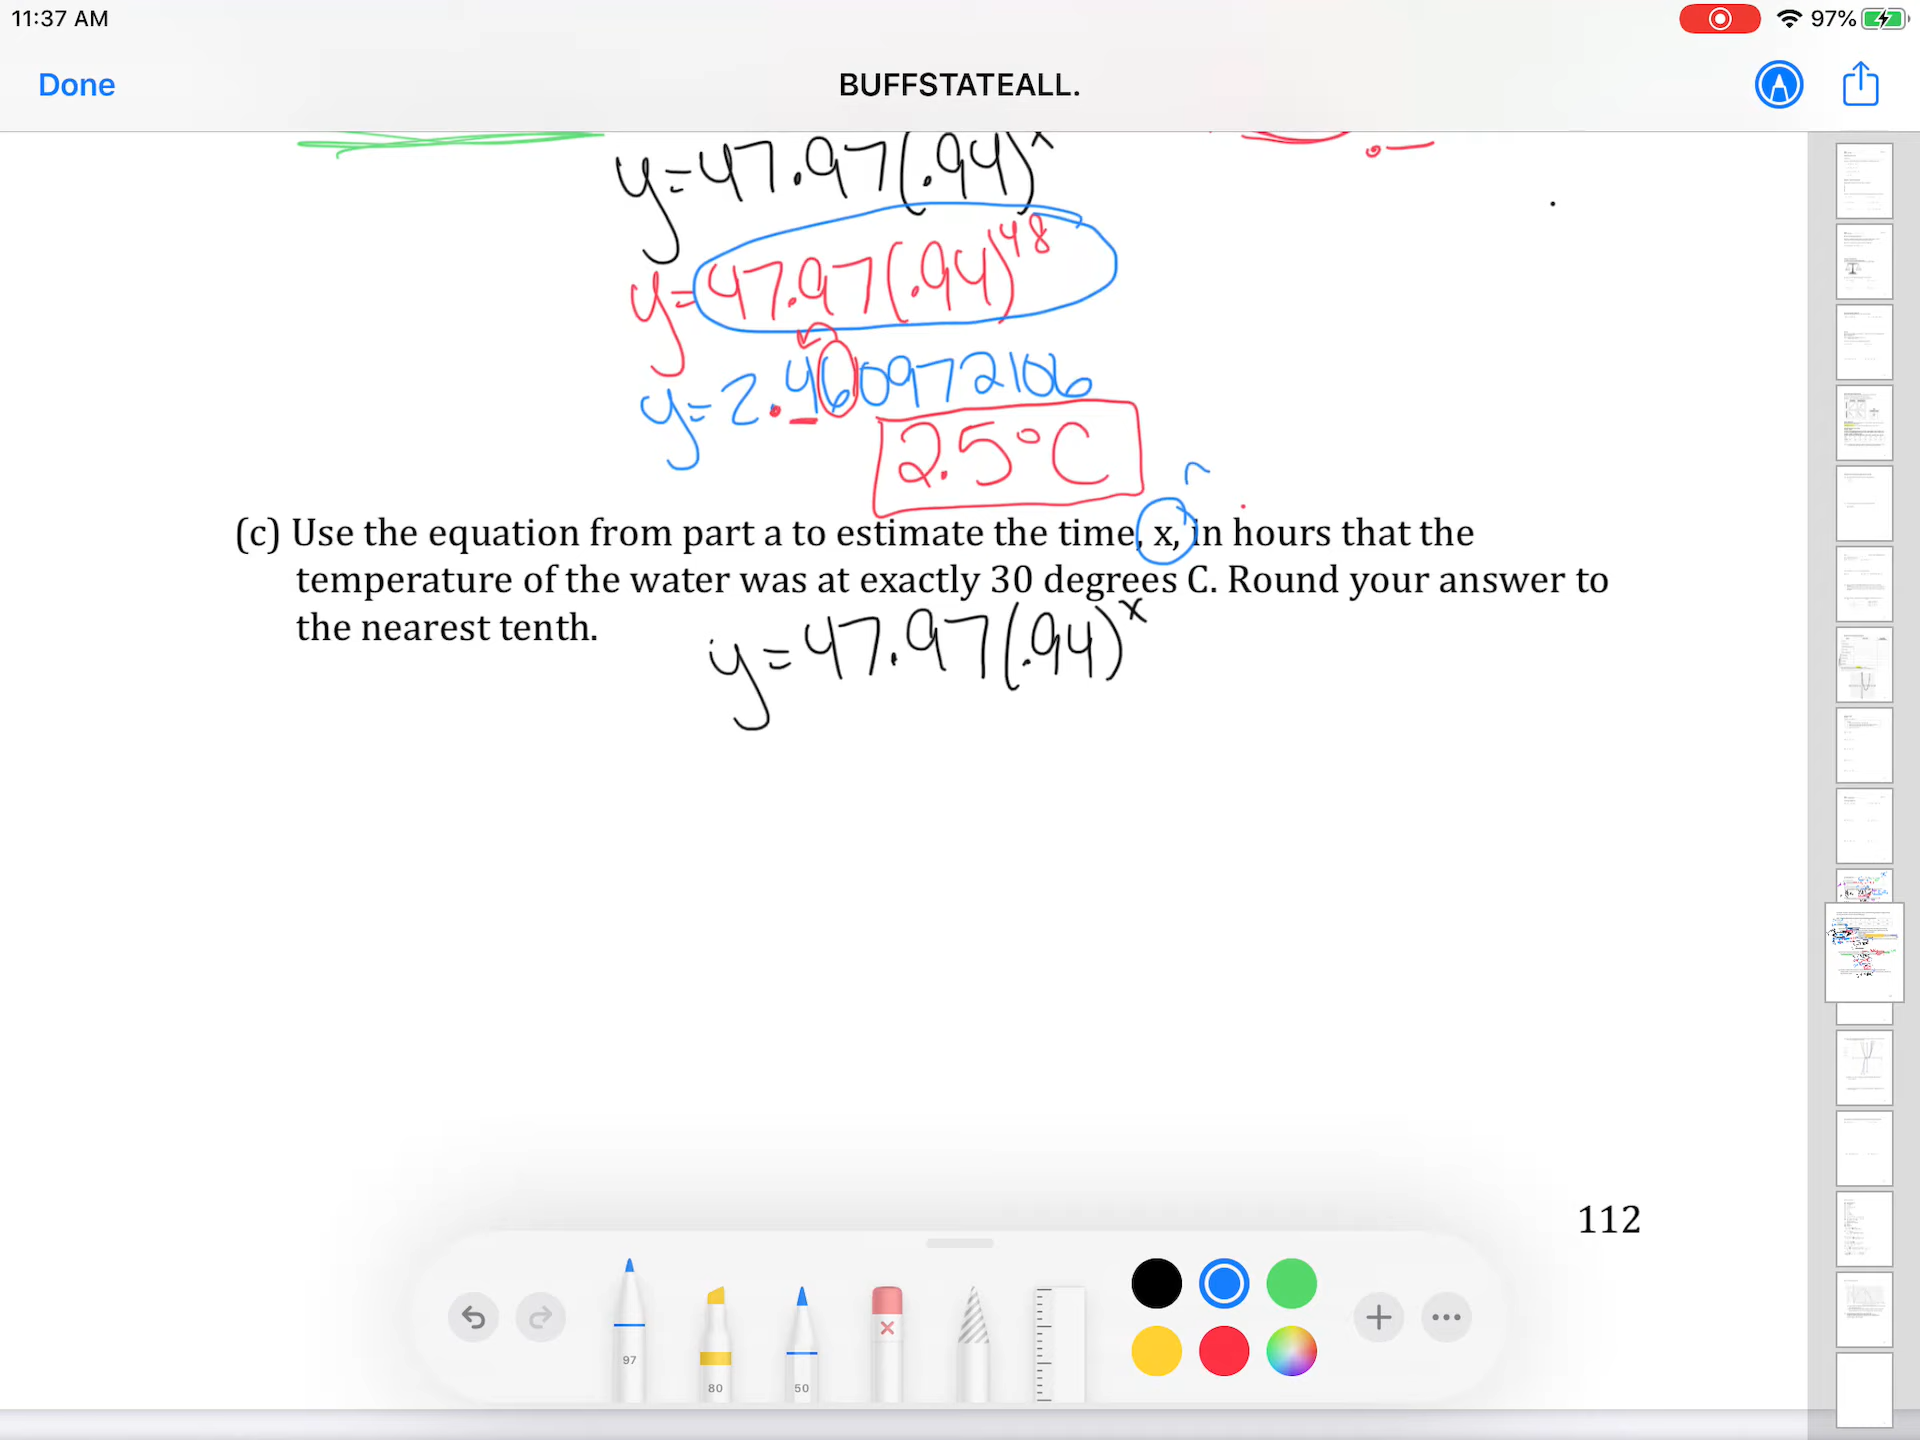 11:37 AM
97%
Done
BUFFSTATEALL.
y=47.97(.94)^x
y=47.97(.94)^48
y=2.4600972106
2.5°C
(c) Use the equation from part a to estimate the time, x, in hours that the
temperature of the water was at exactly 30 degrees C. Round your answer to
the nearest tenth.
y=47.97(.94)^x
112
97
80
50